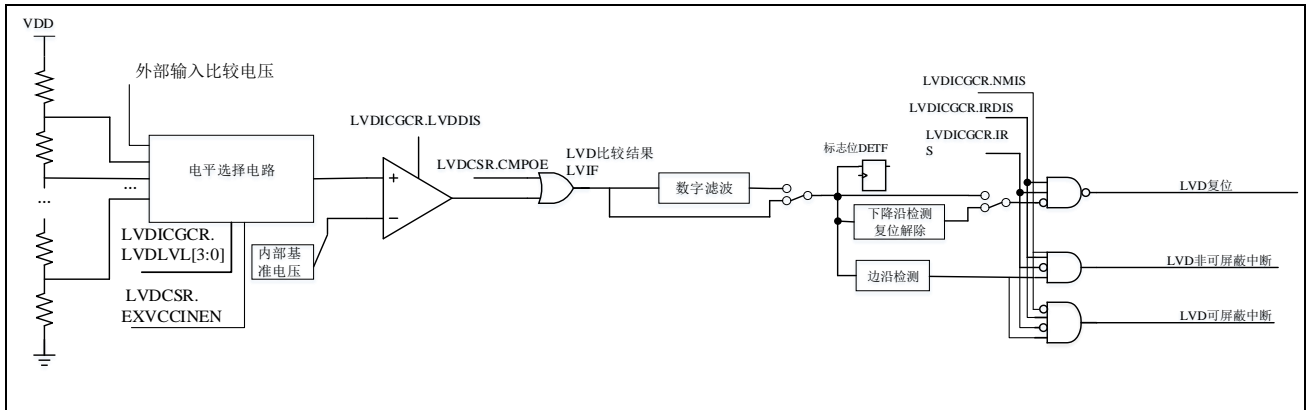 VDD
外部输入比较电压
电平选择电路
...
...
...
LVDICGCR.
LVDLVL[3:0]
LVDCSR.
EXVCCINEN
内部基
准电压
LVDICGCR.LVDDIS
+
−
LVDCSR.CMPOE
LVD比较结果
LVIF
数字滤波
标志位DETF
下降沿检测
复位解除
边沿检测
LVDICGCR.NMIS
LVDICGCR.IRDIS
LVDICGCR.IR
S
LVD复位
LVD非可屏蔽中断
LVD可屏蔽中断